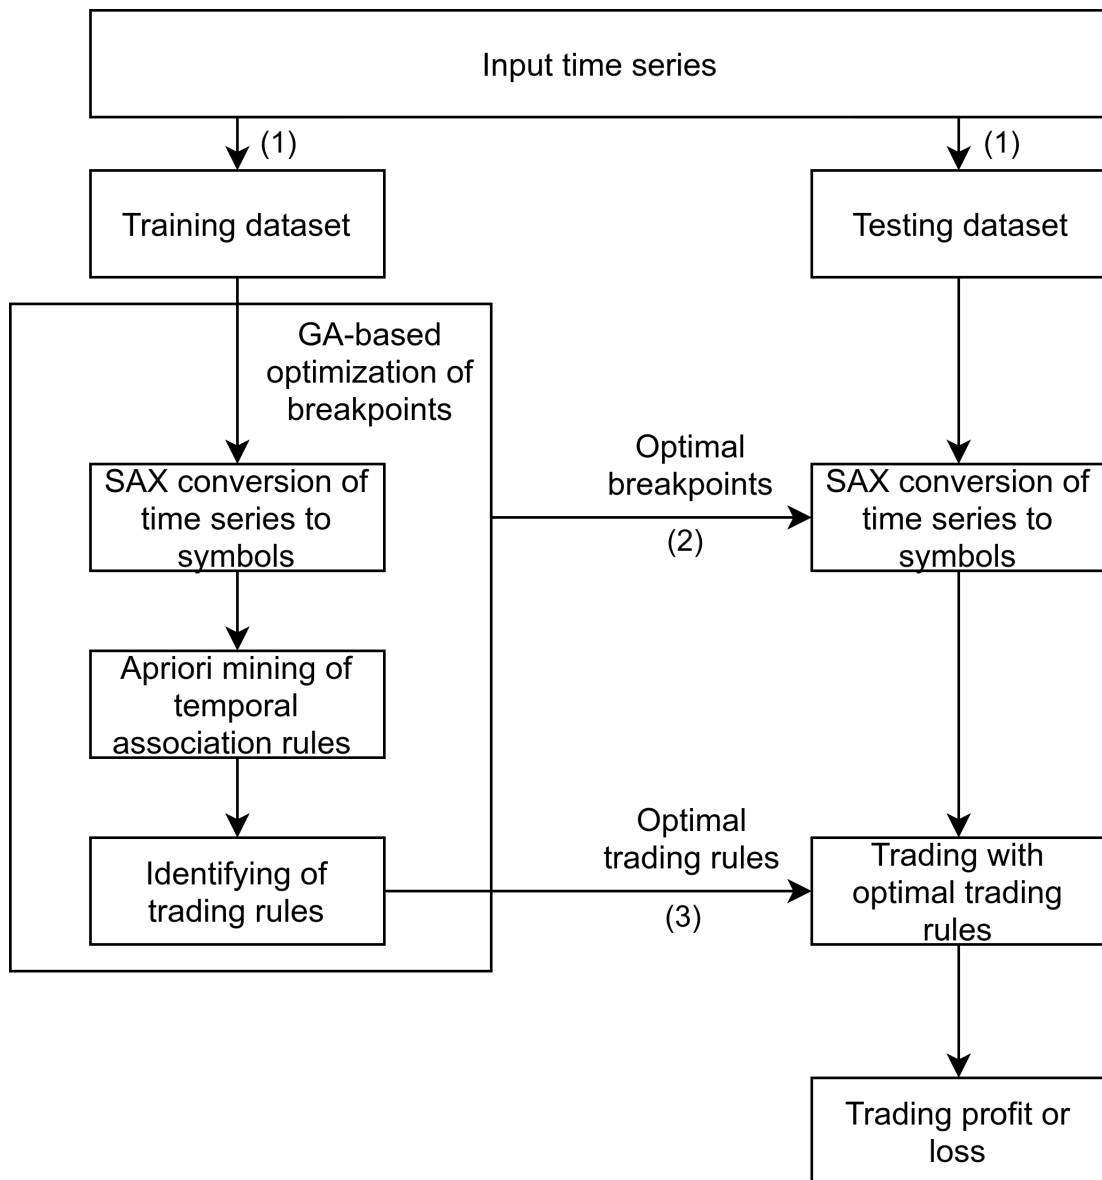 Input time series
(1)
(1)
Training dataset
Testing dataset
GA-based
optimization of
breakpoints
Optimal
breakpoints
(2)
SAX conversion of
time series to
symbols
SAX conversion of
time series to
symbols
Apriori mining of
temporal
association rules
Identifying of
trading rules
Optimal
trading rules
(3)
Trading with
optimal trading
rules
Trading profit or
loss